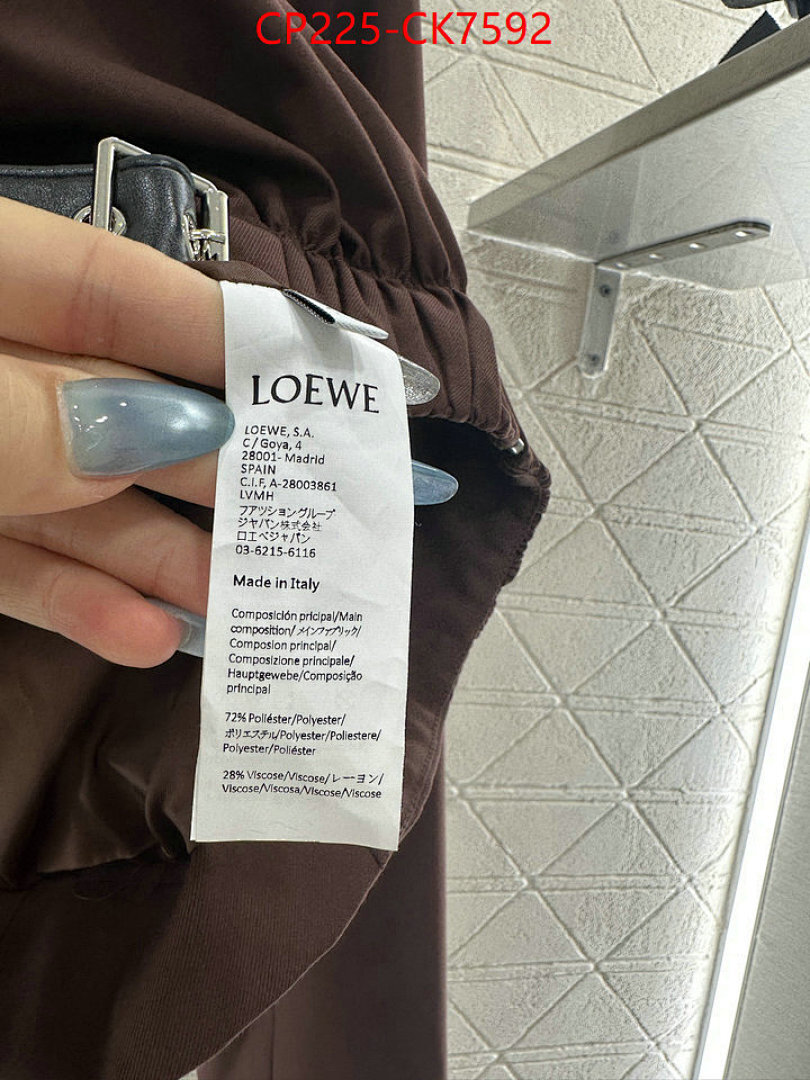 CP225-CK7592
LOEWE
LOEWE, S.A.
C/Goya, 4
28001- Madrid
SPAIN
C.I.F, A-28003861
LVMH
フアツショングループ
ジャパン株式会社
ロエベジャパン
03-6215-6116
Made in Italy
Composición pricipal/Main
composition/メインファブリック/
Composion principal/
Composizione principale/
Hauptgewebe/Composição
principal
72% Poliéster/Polyester/
ポリエステル/Polyester/Poliestere/
Polyester/Poliéster
28% Viscose/Viscose/レーヨン/
Viscose/Viscosa/Viscose/Viscose